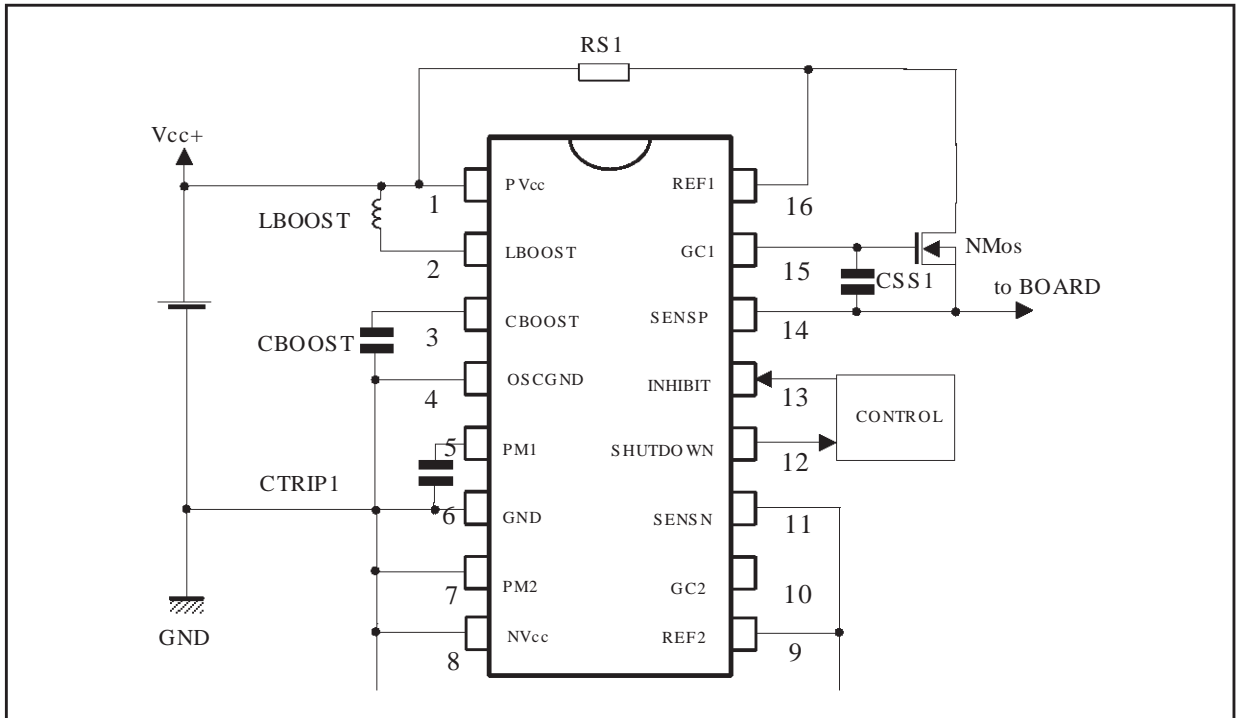 RS1
Vcc+
PVcc
REF1
1
16
LBOOST
LBOOST
GC1
NMos
2
15
CSS1
to BOARD
CBOOST
SENSP
3
14
CBOOST
OSCGND
INHIBIT
4
13
CONTROL
5
PM1
SHUTDOWN
12
CTRIP1
6
GND
SENSN
11
PM2
GC2
7
10
GND
NVcc
REF2
8
9